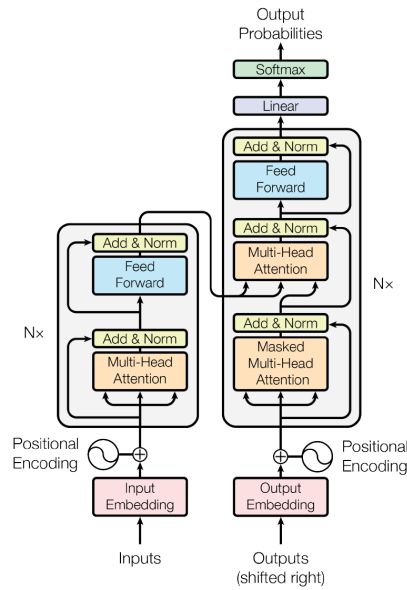 Output
Probabilities
Softmax
Linear
Add & Norm
Feed
Forward
Add & Norm
Multi-Head
Attention
Add & Norm
Masked
Multi-Head
Attention
Nx
Positional
Encoding
Output
Embedding
Outputs
(shifted right)
Add & Norm
Feed
Forward
Add & Norm
Multi-Head
Attention
Nx
Positional
Encoding
Input
Embedding
Inputs